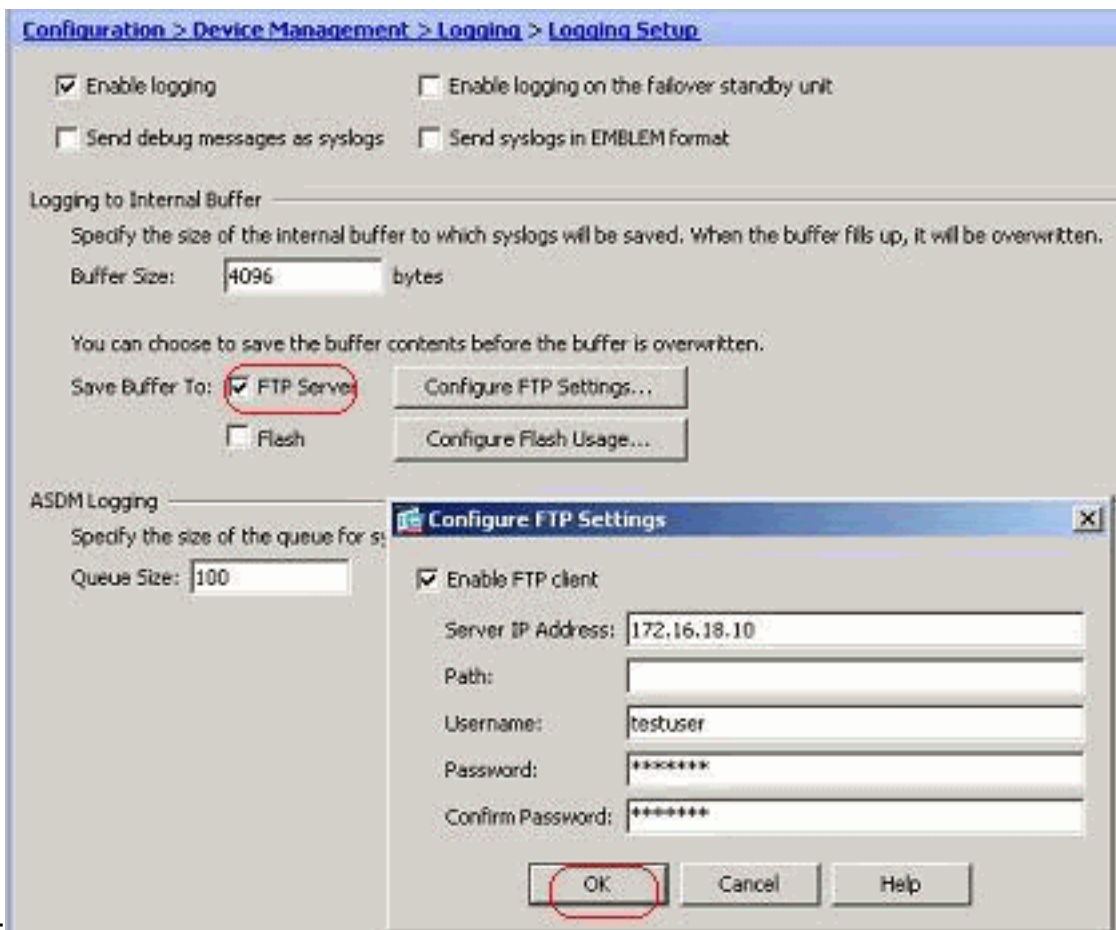 Configuration > Device Management > Logging > Logging Setup
Enable logging
Enable logging on the failover standby unit
Send debug messages as syslogs
Send syslogs in EMBLEM format
Logging to Internal Buffer
Specify the size of the internal buffer to which syslogs will be saved. When the buffer fills up, it will be overwritten.
Buffer Size: 4096 bytes
You can choose to save the buffer contents before the buffer is overwritten.
Save Buffer To: FTP Server Configure FTP Settings...
Flash Configure Flash Usage...
ASDM Logging
Specify the size of the queue for sy
Queue Size: 100
Configure FTP Settings
Enable FTP client
Server IP Address: 172.16.18.10
Path:
Username: testuser
Password: *******
Confirm Password: *******
OK Cancel Help